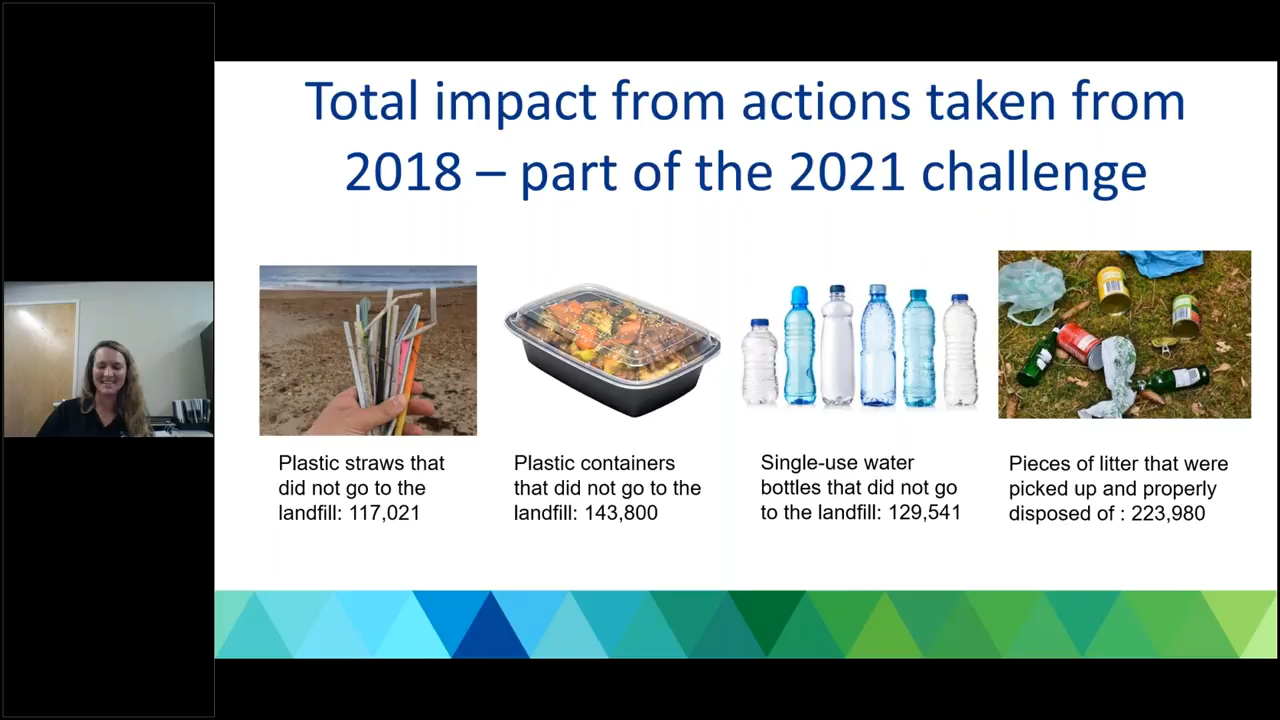 Total impact from actions taken from
2018 – part of the 2021 challenge
Plastic straws that
did not go to the
landfill: 117,021
Plastic containers
that did not go to the
landfill: 143,800
Single-use water
bottles that did not go
to the landfill: 129,541
Pieces of litter that were
picked up and properly
disposed of : 223,980